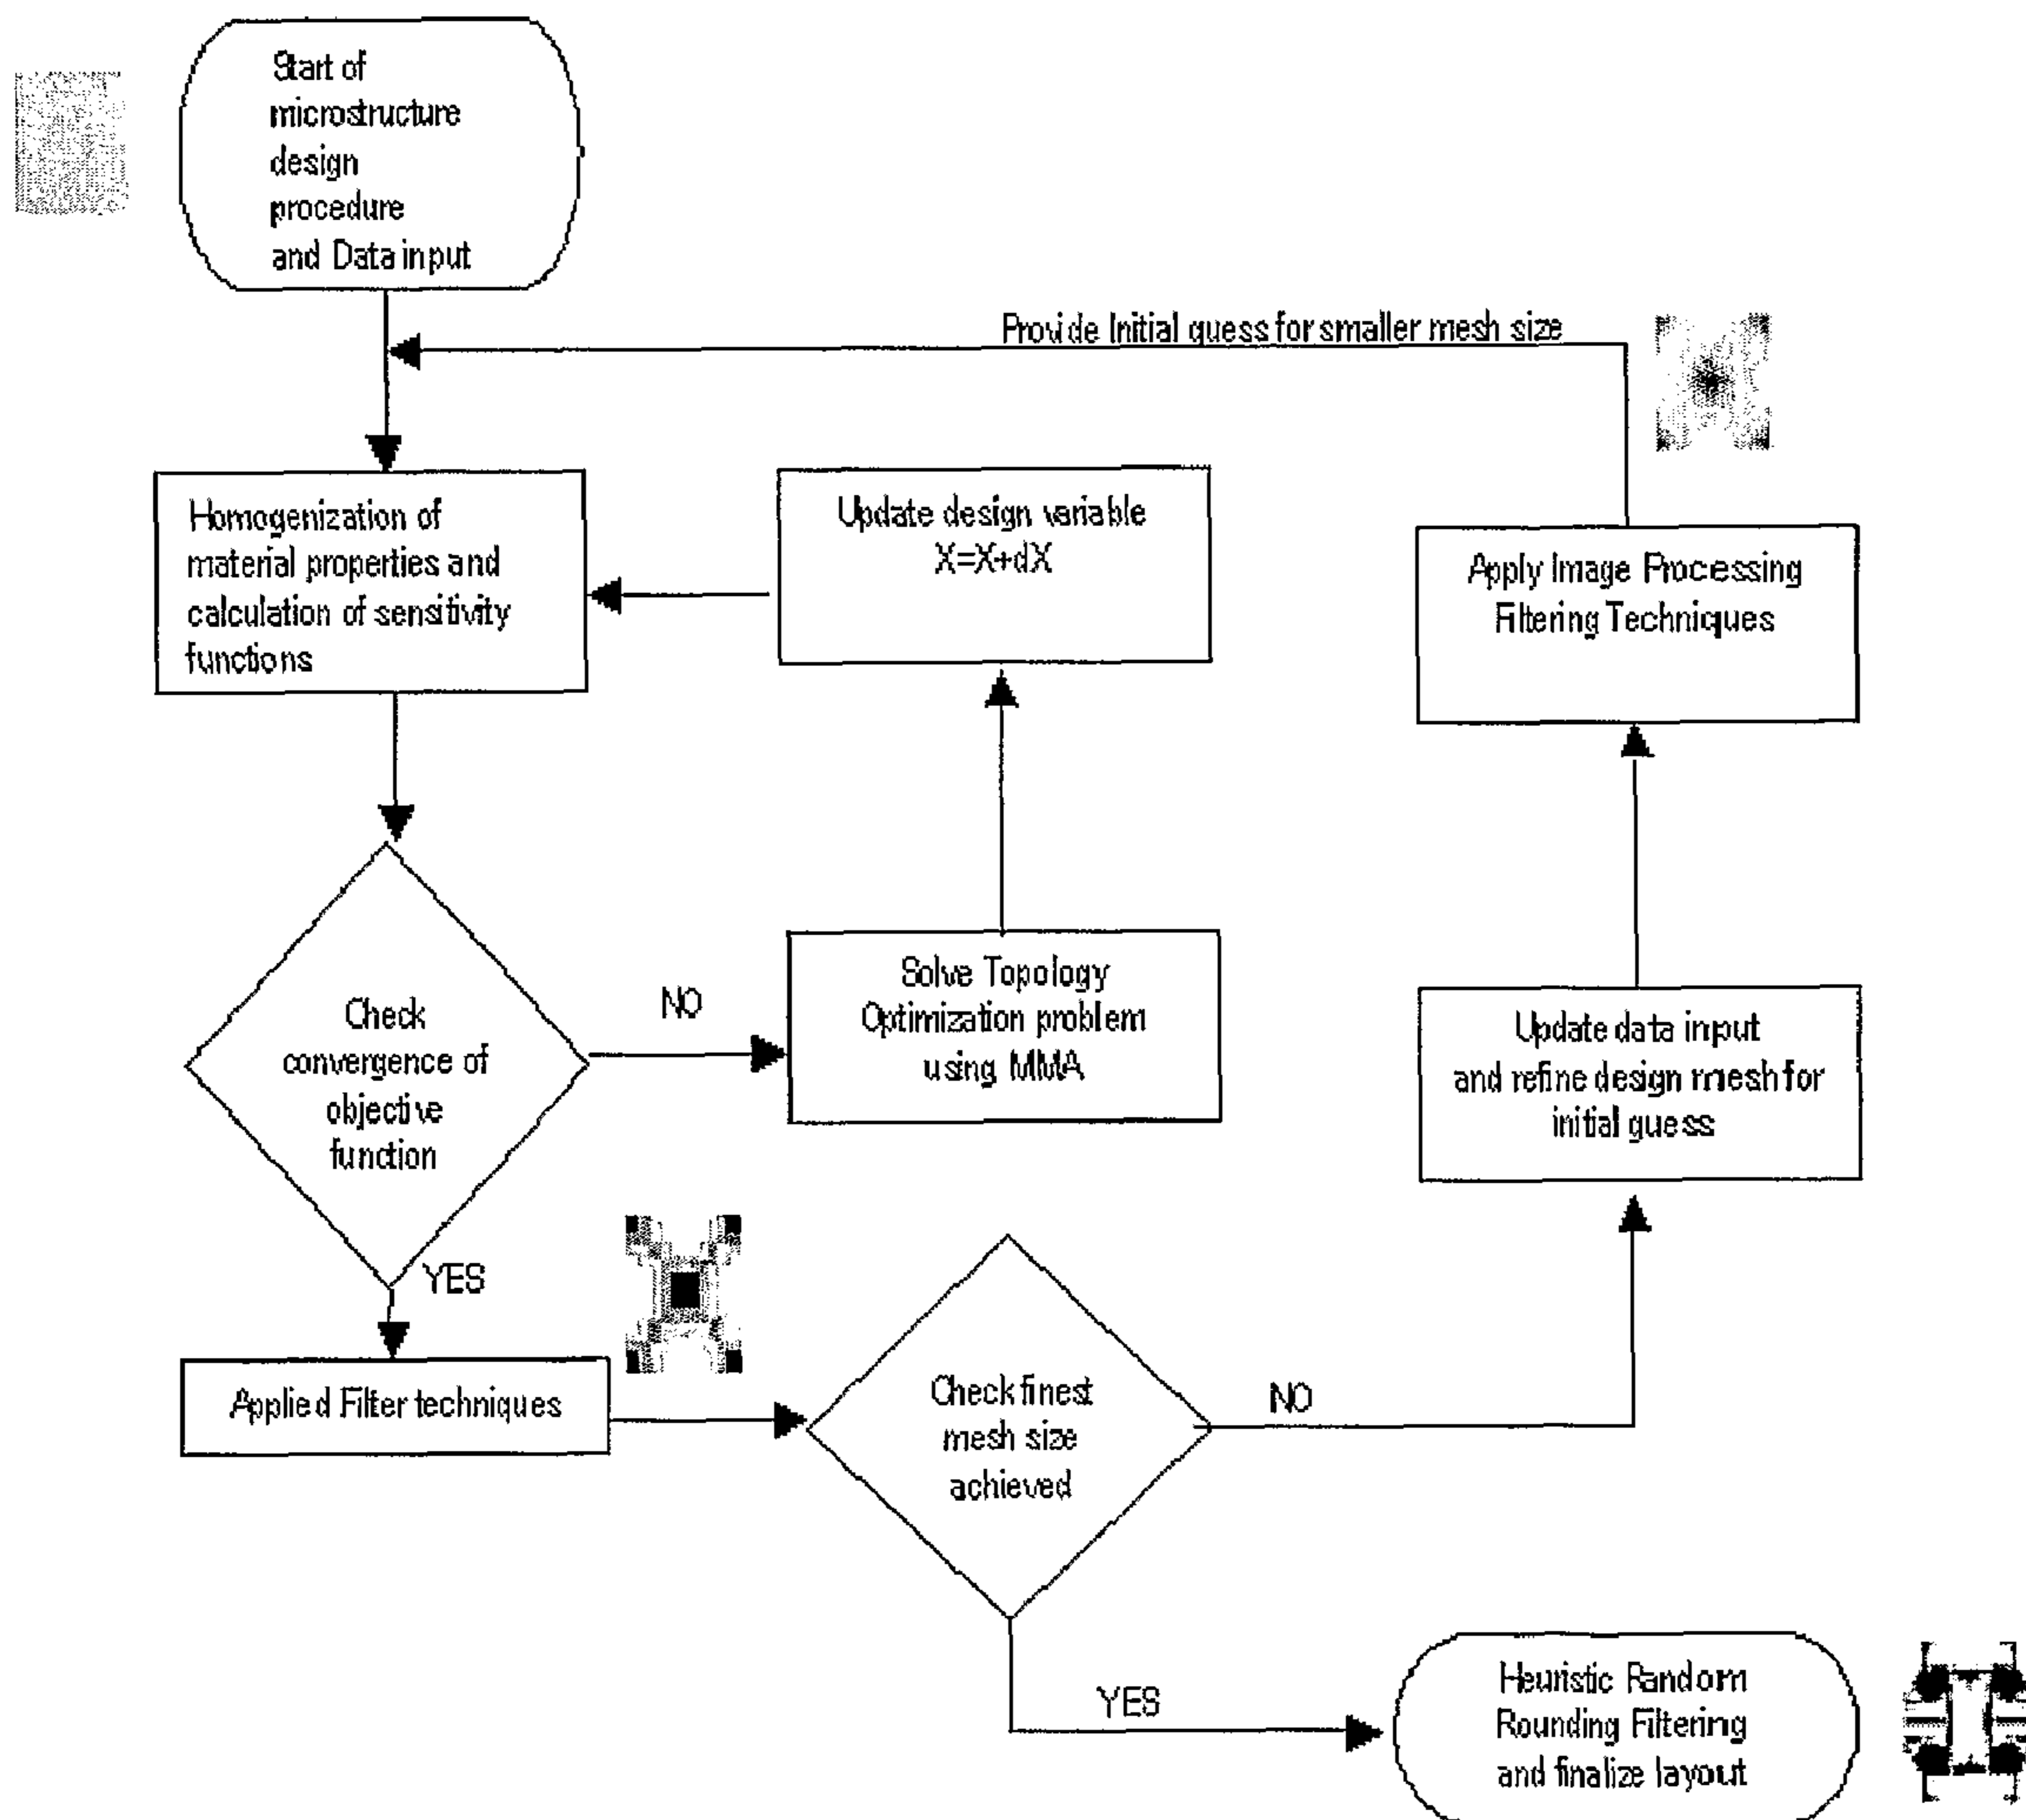 Start of
microstructure
design
procedure
and Data input
Provide Initial guess for smaller mesh size
Homogenization of
material properties and
calculation of sensitivity
functions
Update design variable
X=X+dX
Apply Image Processing
Filtering Techniques
Check
convergence of
objective
function
NO
Solve Topology
Optimization problem
using MMA
Update data input
and refine design mesh for
initial guess
YES
Applied Filter techniques
Check finest
mesh size
achieved
NO
YES
Heuristic Random
Rounding Filtering
and finalize layout